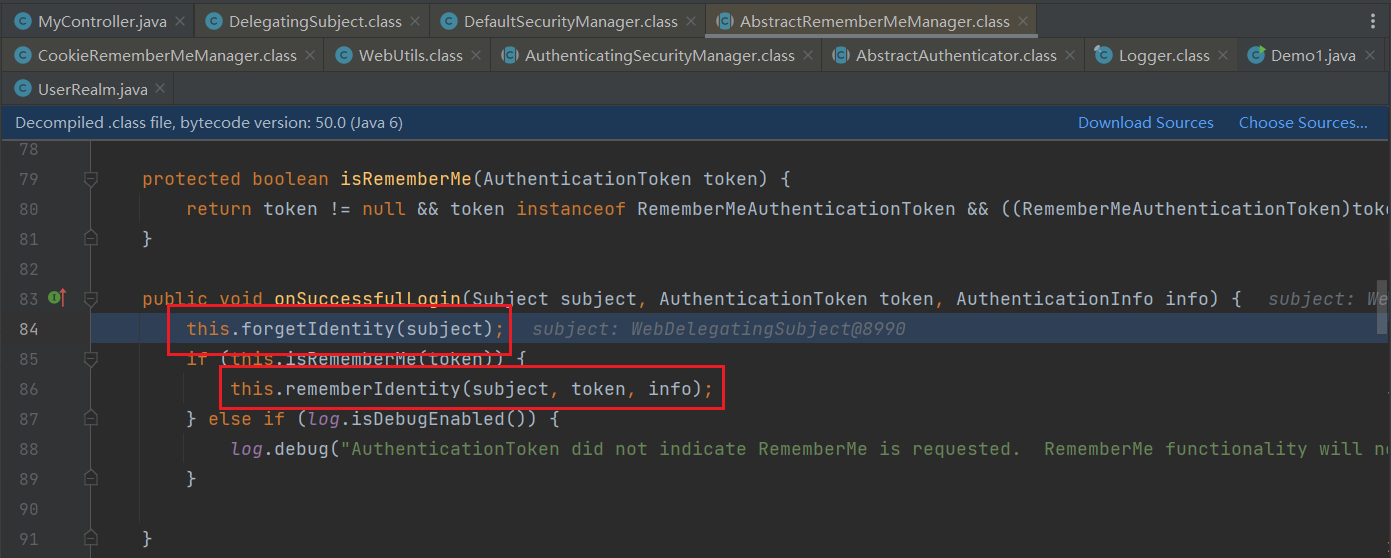 MyController.java DelegatingSubject.class DefaultSecurityManager.class AbstractRememberMeManager.class
CookieRememberMeManager.class WebUtils.class AuthenticatingSecurityManager.class AbstractAuthenticator.class Logger.class Demo1.java
UserRealm.java
Decompiled .class file, bytecode version: 50.0 (Java 6) Download Sources Choose Sources...
78
79 protected boolean isRememberMe(AuthenticationToken token) {
80 return token != null && token instanceof RememberMeAuthenticationToken && ((RememberMeAuthenticationToken)toke
81 }
82
83 public void onSuccessfulLogin(Subject subject, AuthenticationToken token, AuthenticationInfo info) { subject: We
84 this.forgetIdentity(subject); subject: WebDelegatingSubject@8990
85 if (this.isRememberMe(token)) {
86 this.rememberIdentity(subject, token, info);
87 } else if (log.isDebugEnabled()) {
88 log.debug("AuthenticationToken did not indicate RememberMe is requested.  RememberMe functionality will no
89 }
90
91 }